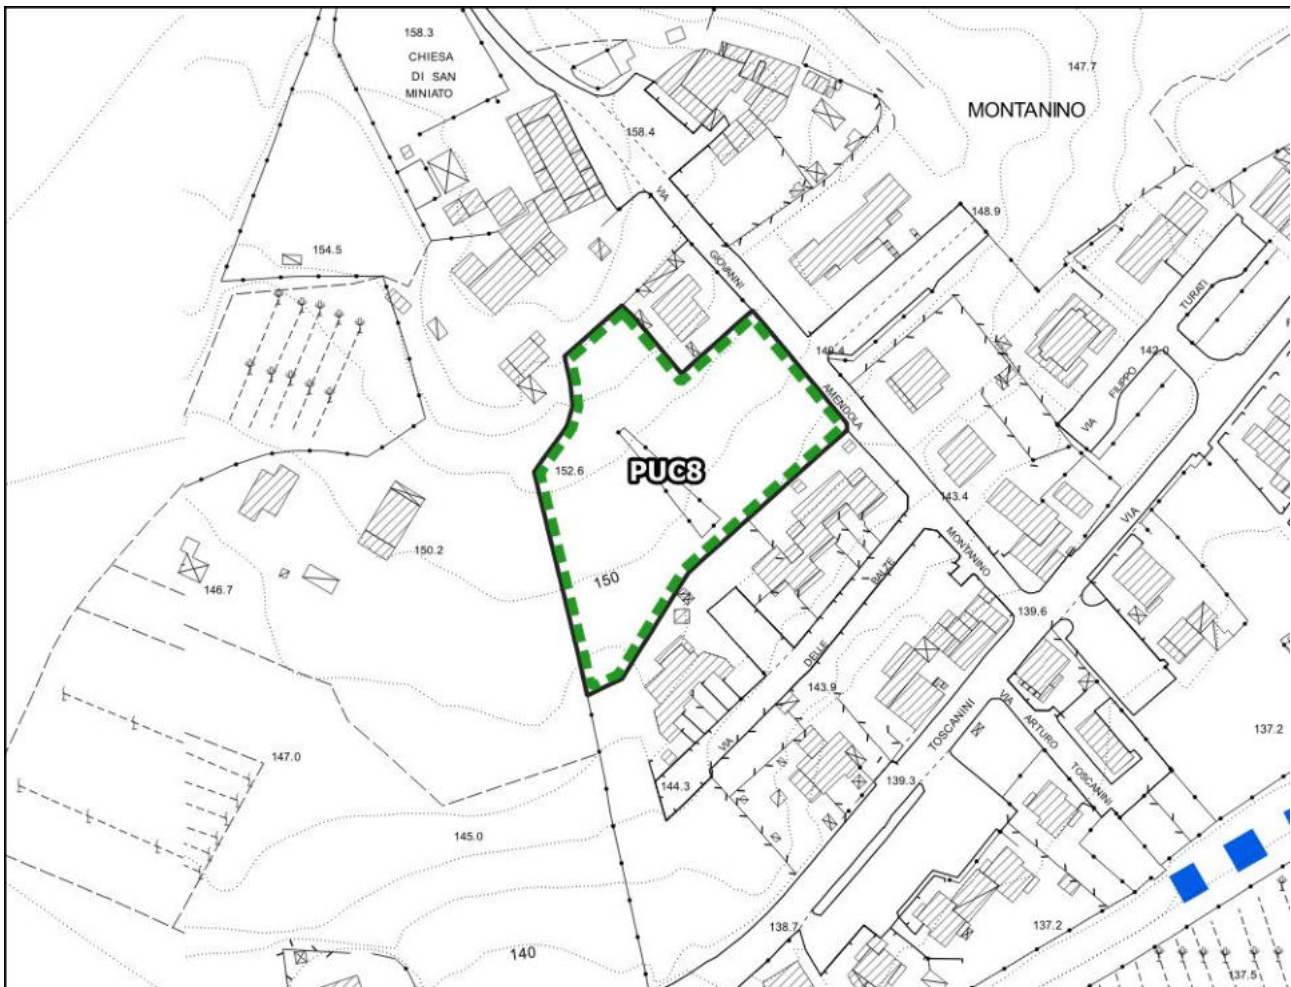 158.3
CHIESA
DI SAN
MINIATO
147.7
MONTANINO
158.4
VIA
148.9
154.5
GIOVANNI
TURATI
149.4
142.0
FILIPPO
AMENDOLA
VIA
152.6
PUC8
143.4
VIA
150.2
MONTANINO
150
BALZE
146.7
139.6
DELLE
143.9
VIA
TOSCANINI
ARTURO
137.2
VIA
147.0
TOSCANINI
144.3
139.3
145.0
138.7
137.2
140
137.5